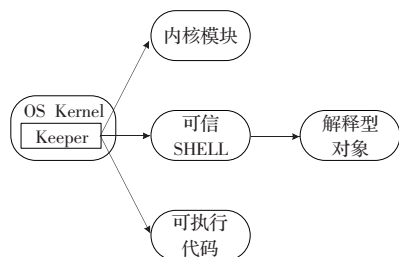 内核模块
OS Kernel
Keeper
可信
SHELL
解释型
对象
可执行
代码